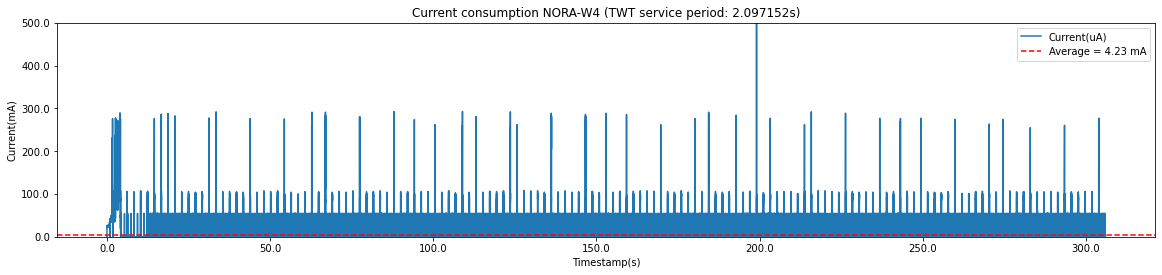 Current consumption NORA-W4 (TWT service period: 2.097152s)
500.0
400.0
300.0
200.0
100.0
0.0
Current(mA)
Current(uA)
Average = 4.23 mA
0.0 50.0 100.0 150.0 200.0 250.0 300.0
Timestamp(s)